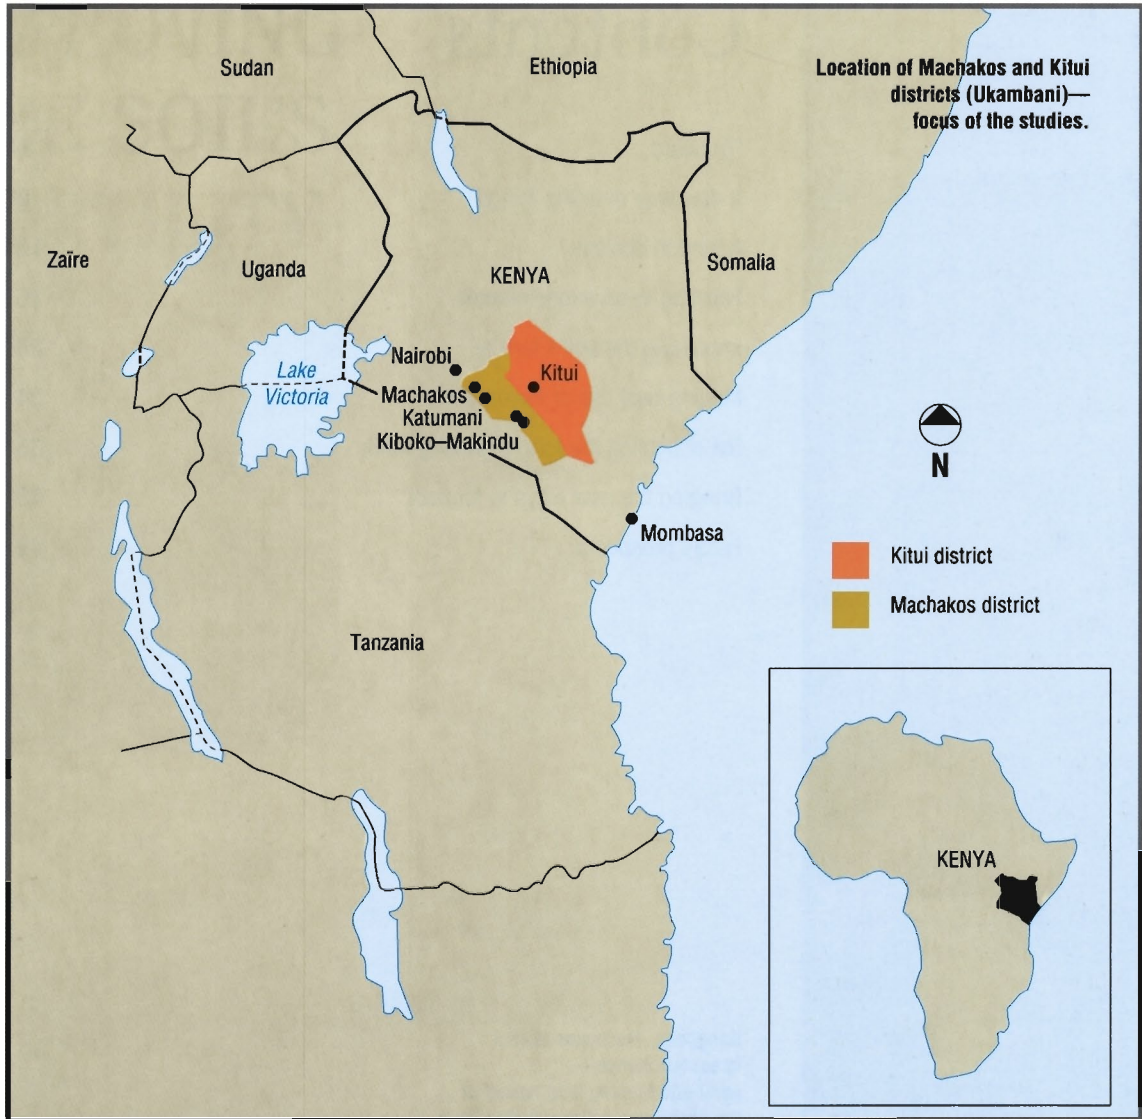 Sudan
Ethiopia
Location of Machakos and Kitui
districts (Ukambani)—
focus of the studies.
Zaïre
Uganda
KENYA
Somalia
Lake
Victoria
Nairobi
Kitui
Machakos
Katumani
Kiboko–Makindu
N
Mombasa
Kitui district
Machakos district
Tanzania
KENYA